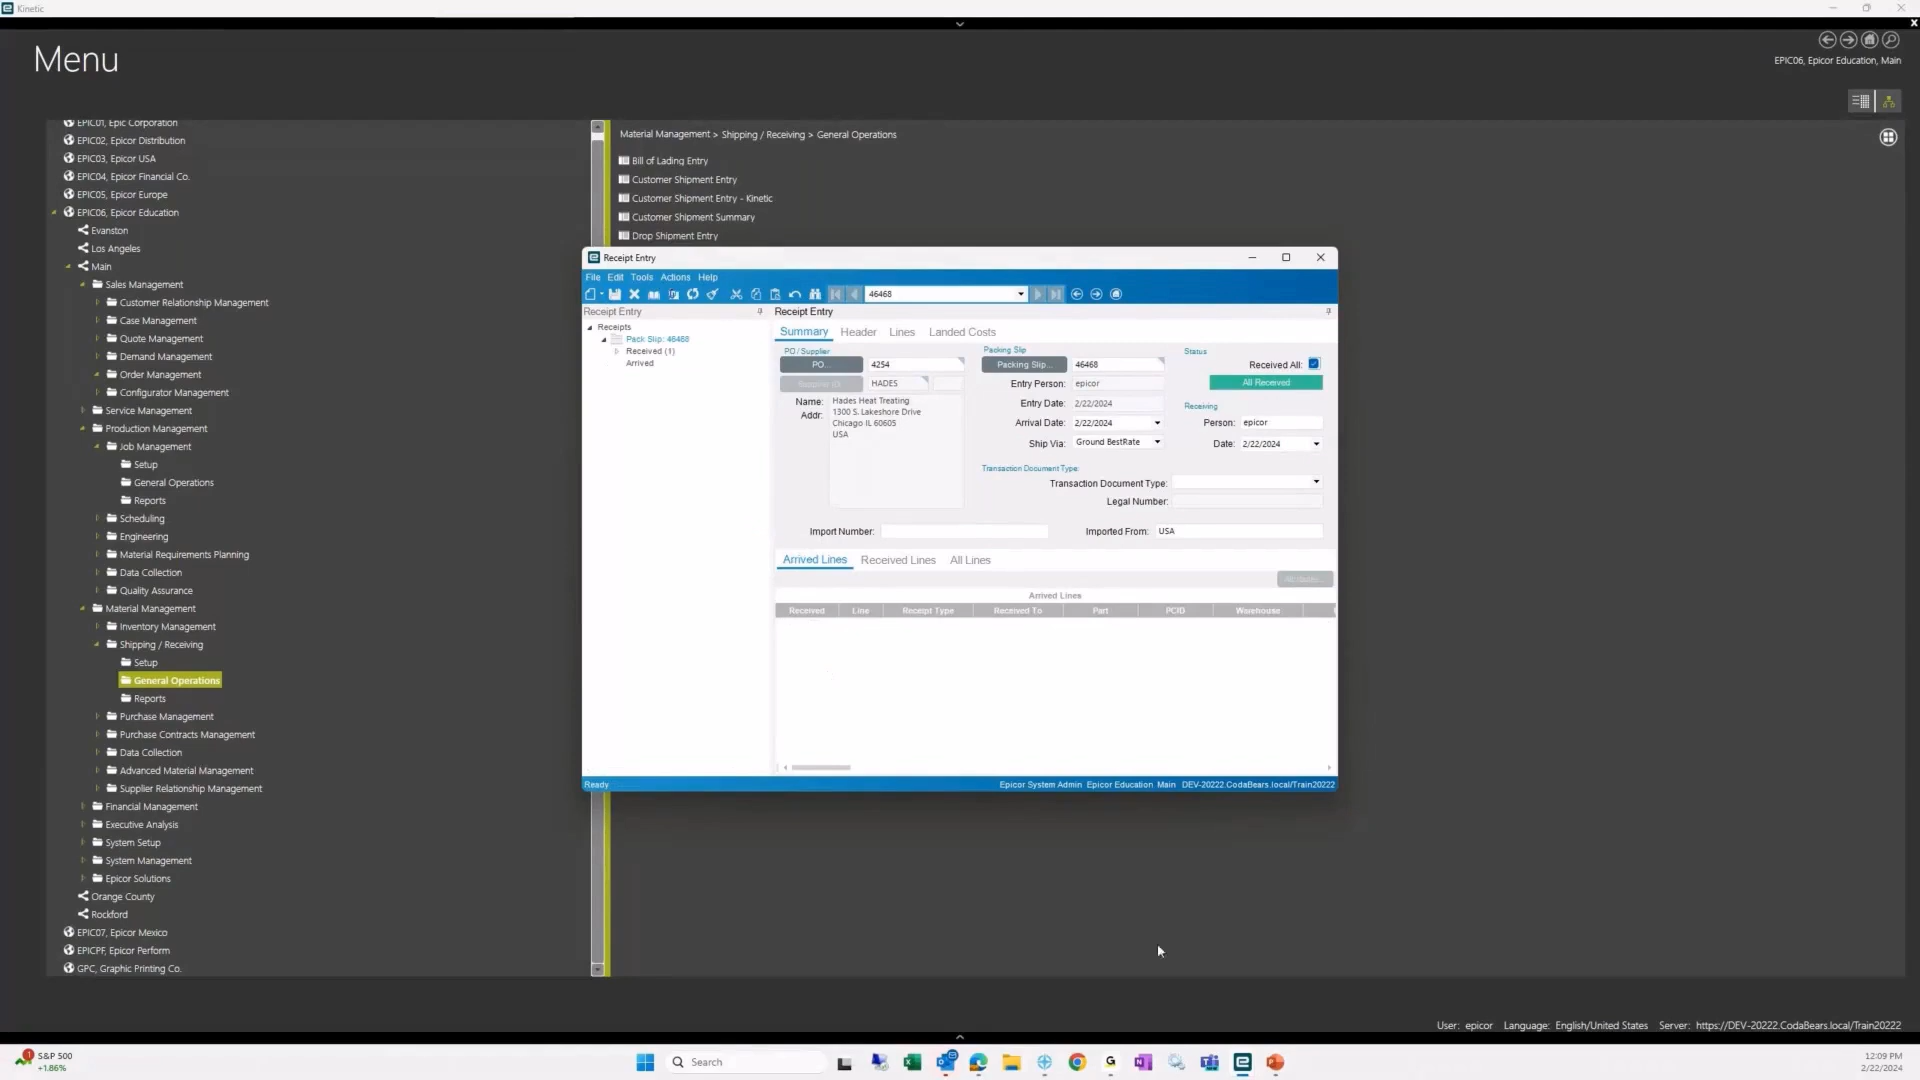 Kinetic
Menu
EPIC06, Epicor Education, Main
EPIC01, Epic Corporation
EPIC02, Epicor Distribution
EPIC03, Epicor USA
EPIC04, Epicor Financial Co.
EPIC05, Epicor Europe
EPIC06, Epicor Education
Evanston
Los Angeles
Main
Sales Management
Customer Relationship Management
Case Management
Quote Management
Demand Management
Order Management
Configurator Management
Service Management
Production Management
Job Management
Setup
General Operations
Reports
Scheduling
Engineering
Material Requirements Planning
Data Collection
Quality Assurance
Material Management
Inventory Management
Shipping / Receiving
Setup
General Operations
Reports
Purchase Management
Purchase Contracts Management
Data Collection
Advanced Material Management
Supplier Relationship Management
Financial Management
Executive Analysis
System Setup
System Management
Epicor Solutions
Orange County
Rockford
EPIC07, Epicor Mexico
EPICPF, Epicor Perform
GPC, Graphic Printing Co.
Material Management > Shipping / Receiving > General Operations
Bill of Lading Entry
Customer Shipment Entry
Customer Shipment Entry - Kinetic
Customer Shipment Summary
Drop Shipment Entry
Receipt Entry
File Edit Tools Actions Help
46468
Receipt Entry
Receipts
Pack Slip: 46468
Received (1)
Arrived
Receipt Entry
Summary Header Lines Landed Costs
PO / Supplier
PO... 4254
Supplier ID HADES
Name: Hades Heat Treating
Addr: 1300 S. Lakeshore Drive
Chicago IL 60605
USA
Packing Slip
Packing Slip... 46468
Entry Person: epicor
Entry Date: 2/22/2024
Arrival Date: 2/22/2024
Ship Via: Ground BestRate
Status
Received All:
All Received
Receiving
Person: epicor
Date: 2/22/2024
Transaction Document Type:
Transaction Document Type:
Legal Number:
Import Number:
Imported From: USA
Arrived Lines Received Lines All Lines
Arrived Lines
Received Line Receipt Type Received To Part PCID Warehouse
Ready
Epicor System Admin Epicor Education Main DEV-20222.CodaBears.local/Train20222
User: epicor Language: English/United States Server: https://DEV-20222.CodaBears.local/Train20222
1
S&P 500
+1.86%
Search
12:09 PM
2/22/2024